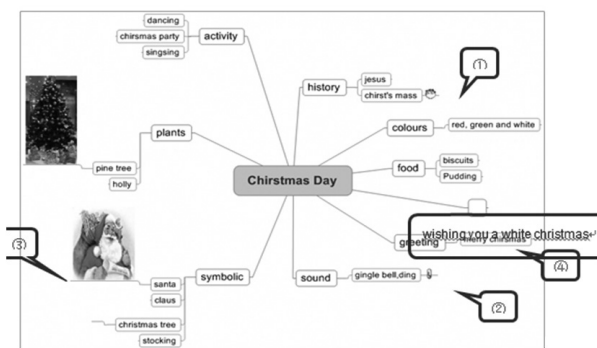 dancing
chirsmas party
singsing
activity
plants
pine tree
holly
symbolic
santa
claus
christmas tree
stocking
Chirstmas Day
history
jesus
chirst's mass
colours
red, green and white
food
biscuits
Pudding
greeting
wishing you a white christmas
merry chirsmas
sound
gingle bell,ding
①
②
③
④